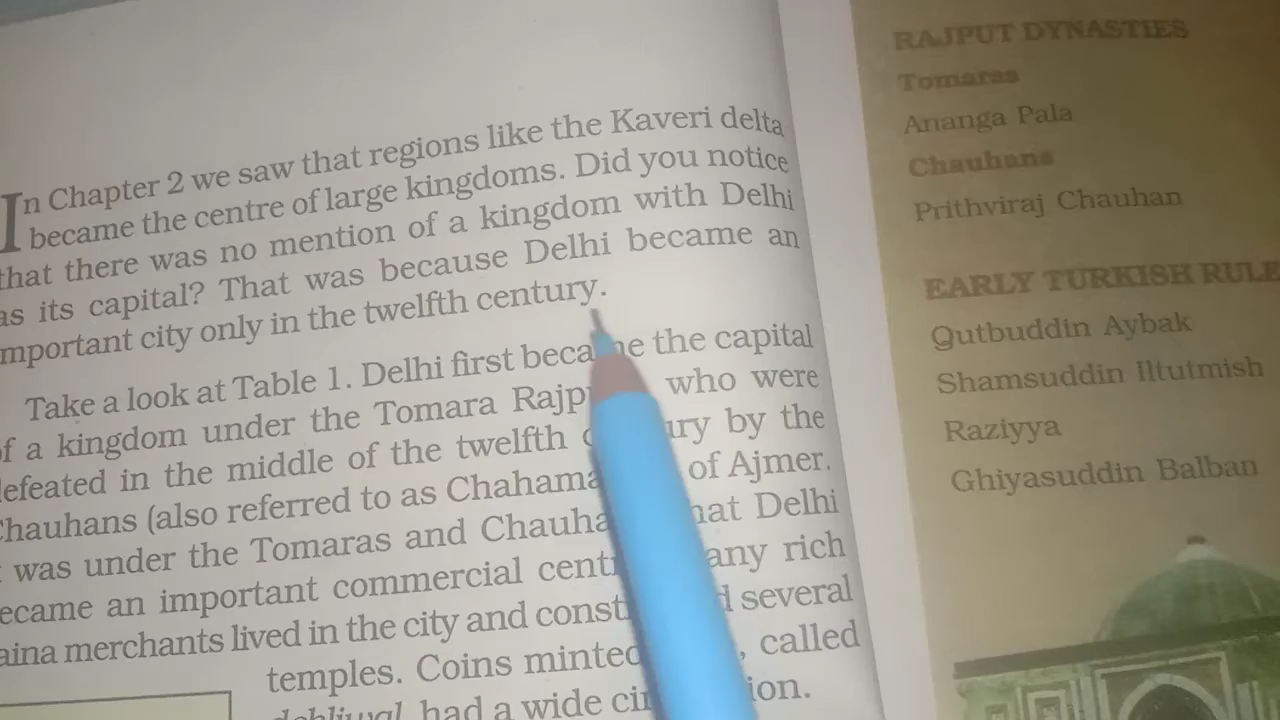 In Chapter 2 we saw that regions like the Kaveri delta
became the centre of large kingdoms. Did you notice
that there was no mention of a kingdom with Delhi
as its capital? That was because Delhi became an
mportant city only in the twelfth century.
Take a look at Table 1. Delhi first beca e the capital
f a kingdom under the Tomara Rajp who were
defeated in the middle of the twelfth c ury by the
Chauhans (also referred to as Chahama of Ajmer.
was under the Tomaras and Chauha hat Delhi
ecame an important commercial cent any rich
aina merchants lived in the city and const d several
temples. Coins minted , called
dehliwal, had a wide ci ion.
RAJPUT DYNASTIES
Tomaras
Ananga Pala
Chauhans
Prithviraj Chauhan
EARLY TURKISH RULE
Qutbuddin Aybak
Shamsuddin Iltutmish
Raziyya
Ghiyasuddin Balban